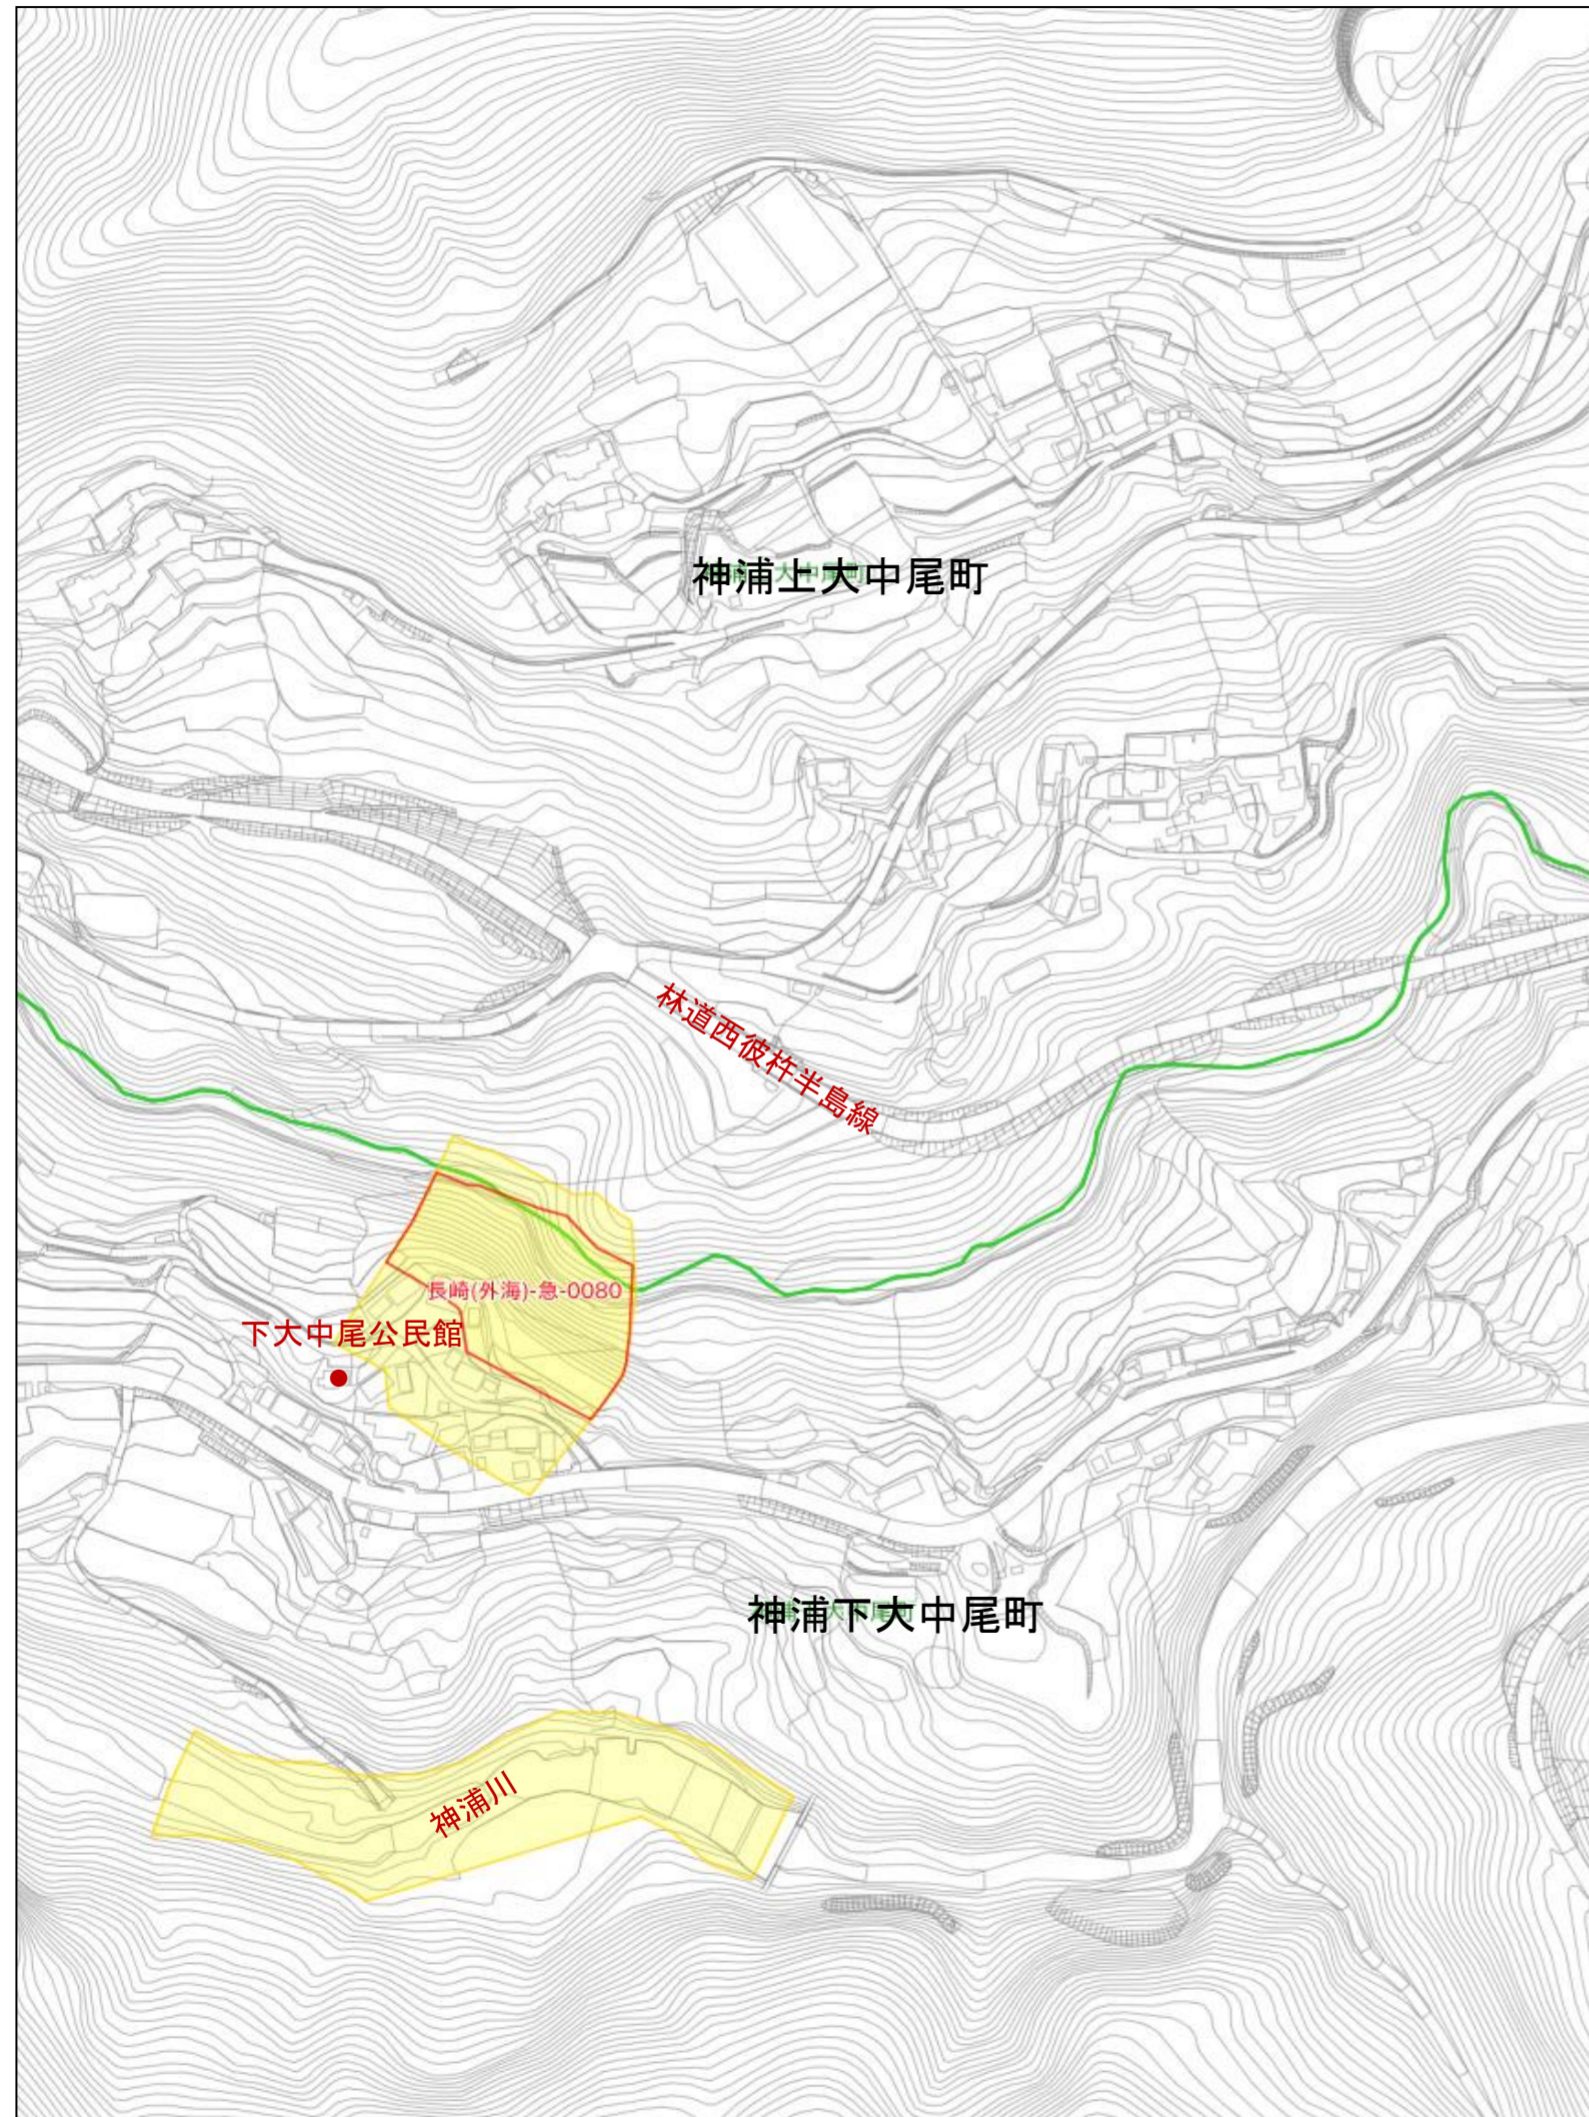 神浦上大中尾町
林道西彼杵半島線
長崎(外海)-急-0080
下大中尾公民館
神浦下大中尾町
神浦川